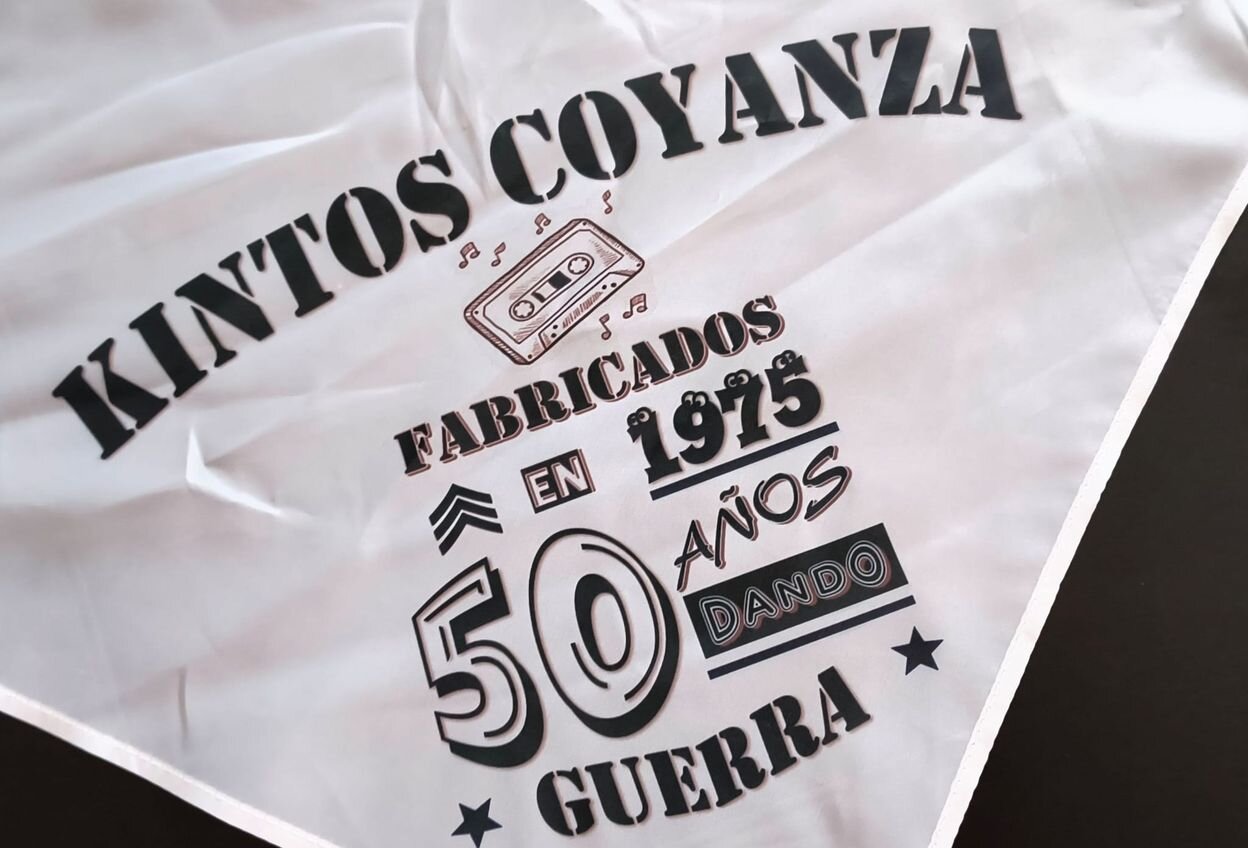 KINTOS COYANZA
FABRICADOS
EN 1975
50 AÑOS
DANDO
GUERRA